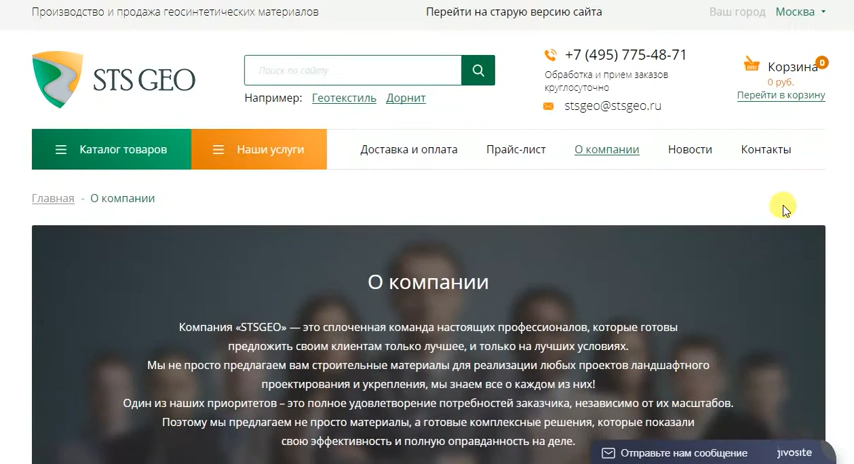 Производство и продажа геосинтетических материалов
Перейти на старую версию сайта
Ваш город Москва
STS GEO
Поиск по сайту ...
Например: Геотекстиль Дорнит
+7 (495) 775-48-71
Обработка и прием заказов
круглосуточно
stsgeo@stsgeo.ru
Корзина 0
0 руб.
Перейти в корзину
Каталог товаров
Наши услуги
Доставка и оплата
Прайс-лист
О компании
Новости
Контакты
Главная - О компании
О компании
Компания «STSGEO» — это сплоченная команда настоящих профессионалов, которые готовы
предложить своим клиентам только лучшее, и только на лучших условиях.
Мы не просто предлагаем вам строительные материалы для реализации любых проектов ландшафтного
проектирования и укрепления, мы знаем все о каждом из них!
Один из наших приоритетов – это полное удовлетворение потребностей заказчика, независимо от их масштабов.
Поэтому мы предлагаем не просто материалы, а готовые комплексные решения, которые показали
свою эффективность и полную оправданность на деле.
Отправьте нам сообщение
jivosite